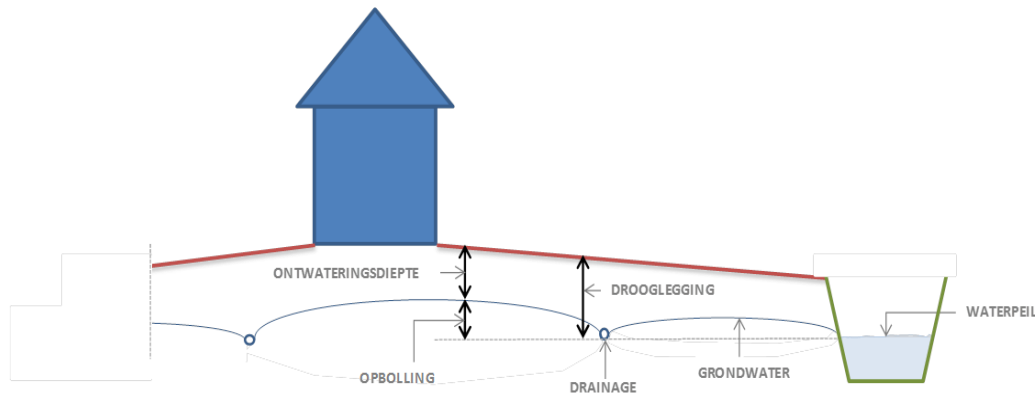 ONTWATERINGSDIEPTE
DROOGLEGGING
WATERPEIL
OPBOLLING
DRAINAGE
GRONDWATER